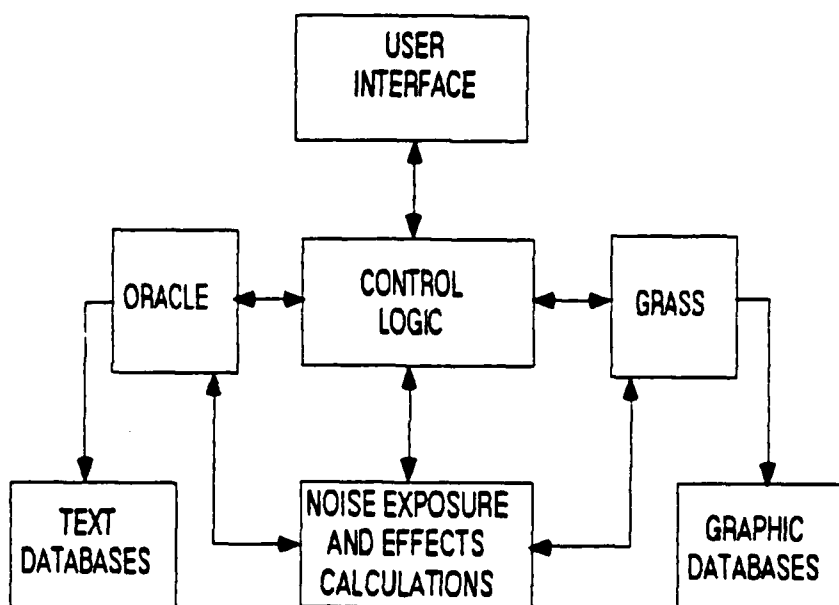 USER
INTERFACE
ORACLE
CONTROL
LOGIC
GRASS
TEXT
DATABASES
NOISE EXPOSURE
AND EFFECTS
CALCULATIONS
GRAPHIC
DATABASES